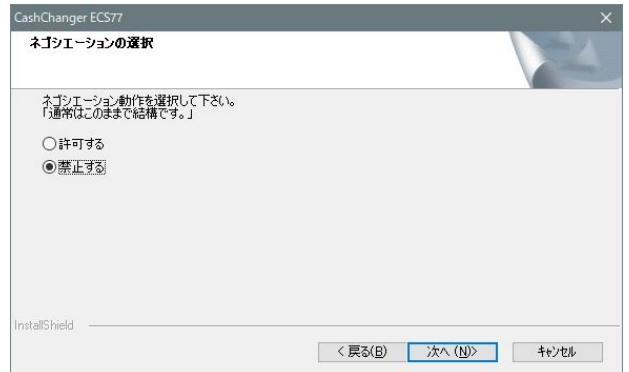 CashChanger ECS77
ネゴシエーションの選択
ネゴシエーション動作を選択して下さい。
「通常はこのままで結構です。」
許可する
禁止する
InstallShield
< 戻る(B)
次へ (N)>
キャンセル